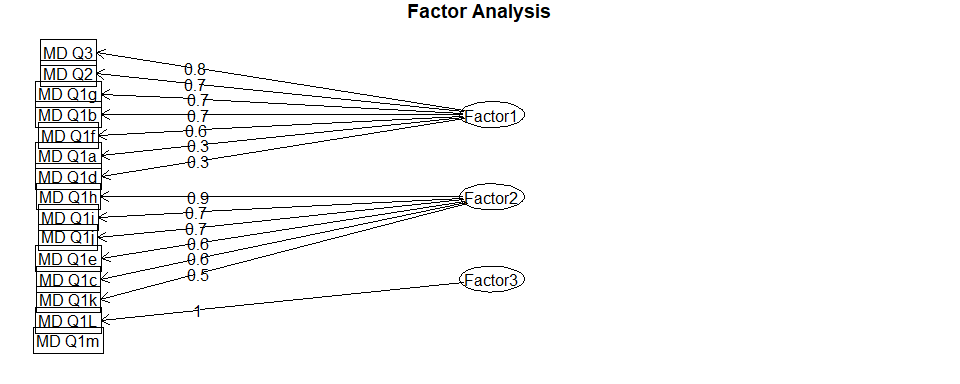 Factor Analysis
MD Q3
MD Q2
MD Q1g
MD Q1b
MD Q1f
MD Q1a
MD Q1d
MD Q1h
MD Q1i
MD Q1j
MD Q1e
MD Q1c
MD Q1k
MD Q1L
MD Q1m
0.8
0.7
0.7
0.7
0.6
0.3
0.3
0.9
0.7
0.7
0.6
0.6
0.5
1
Factor1
Factor2
Factor3